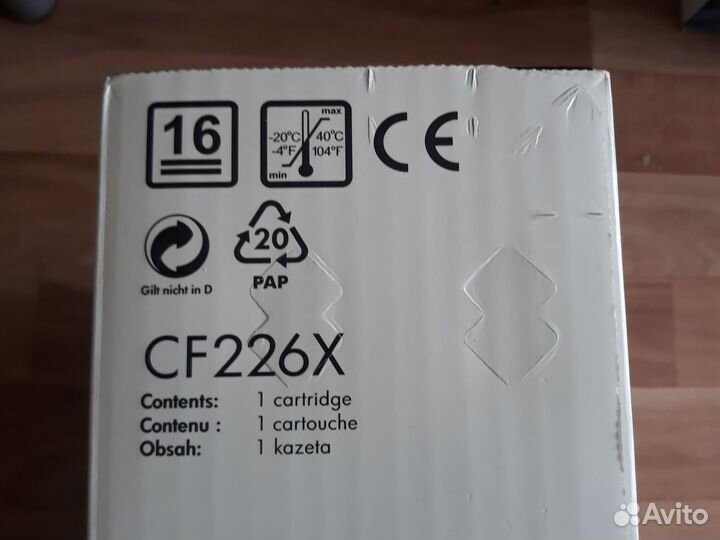 16
max
-20°C 40°C
-4°F 104°F
min
CE
20
PAP
Gilt nicht in D
CF226X
Contents: 1 cartridge
Contenu : 1 cartouche
Obsah: 1 kazeta
Avito